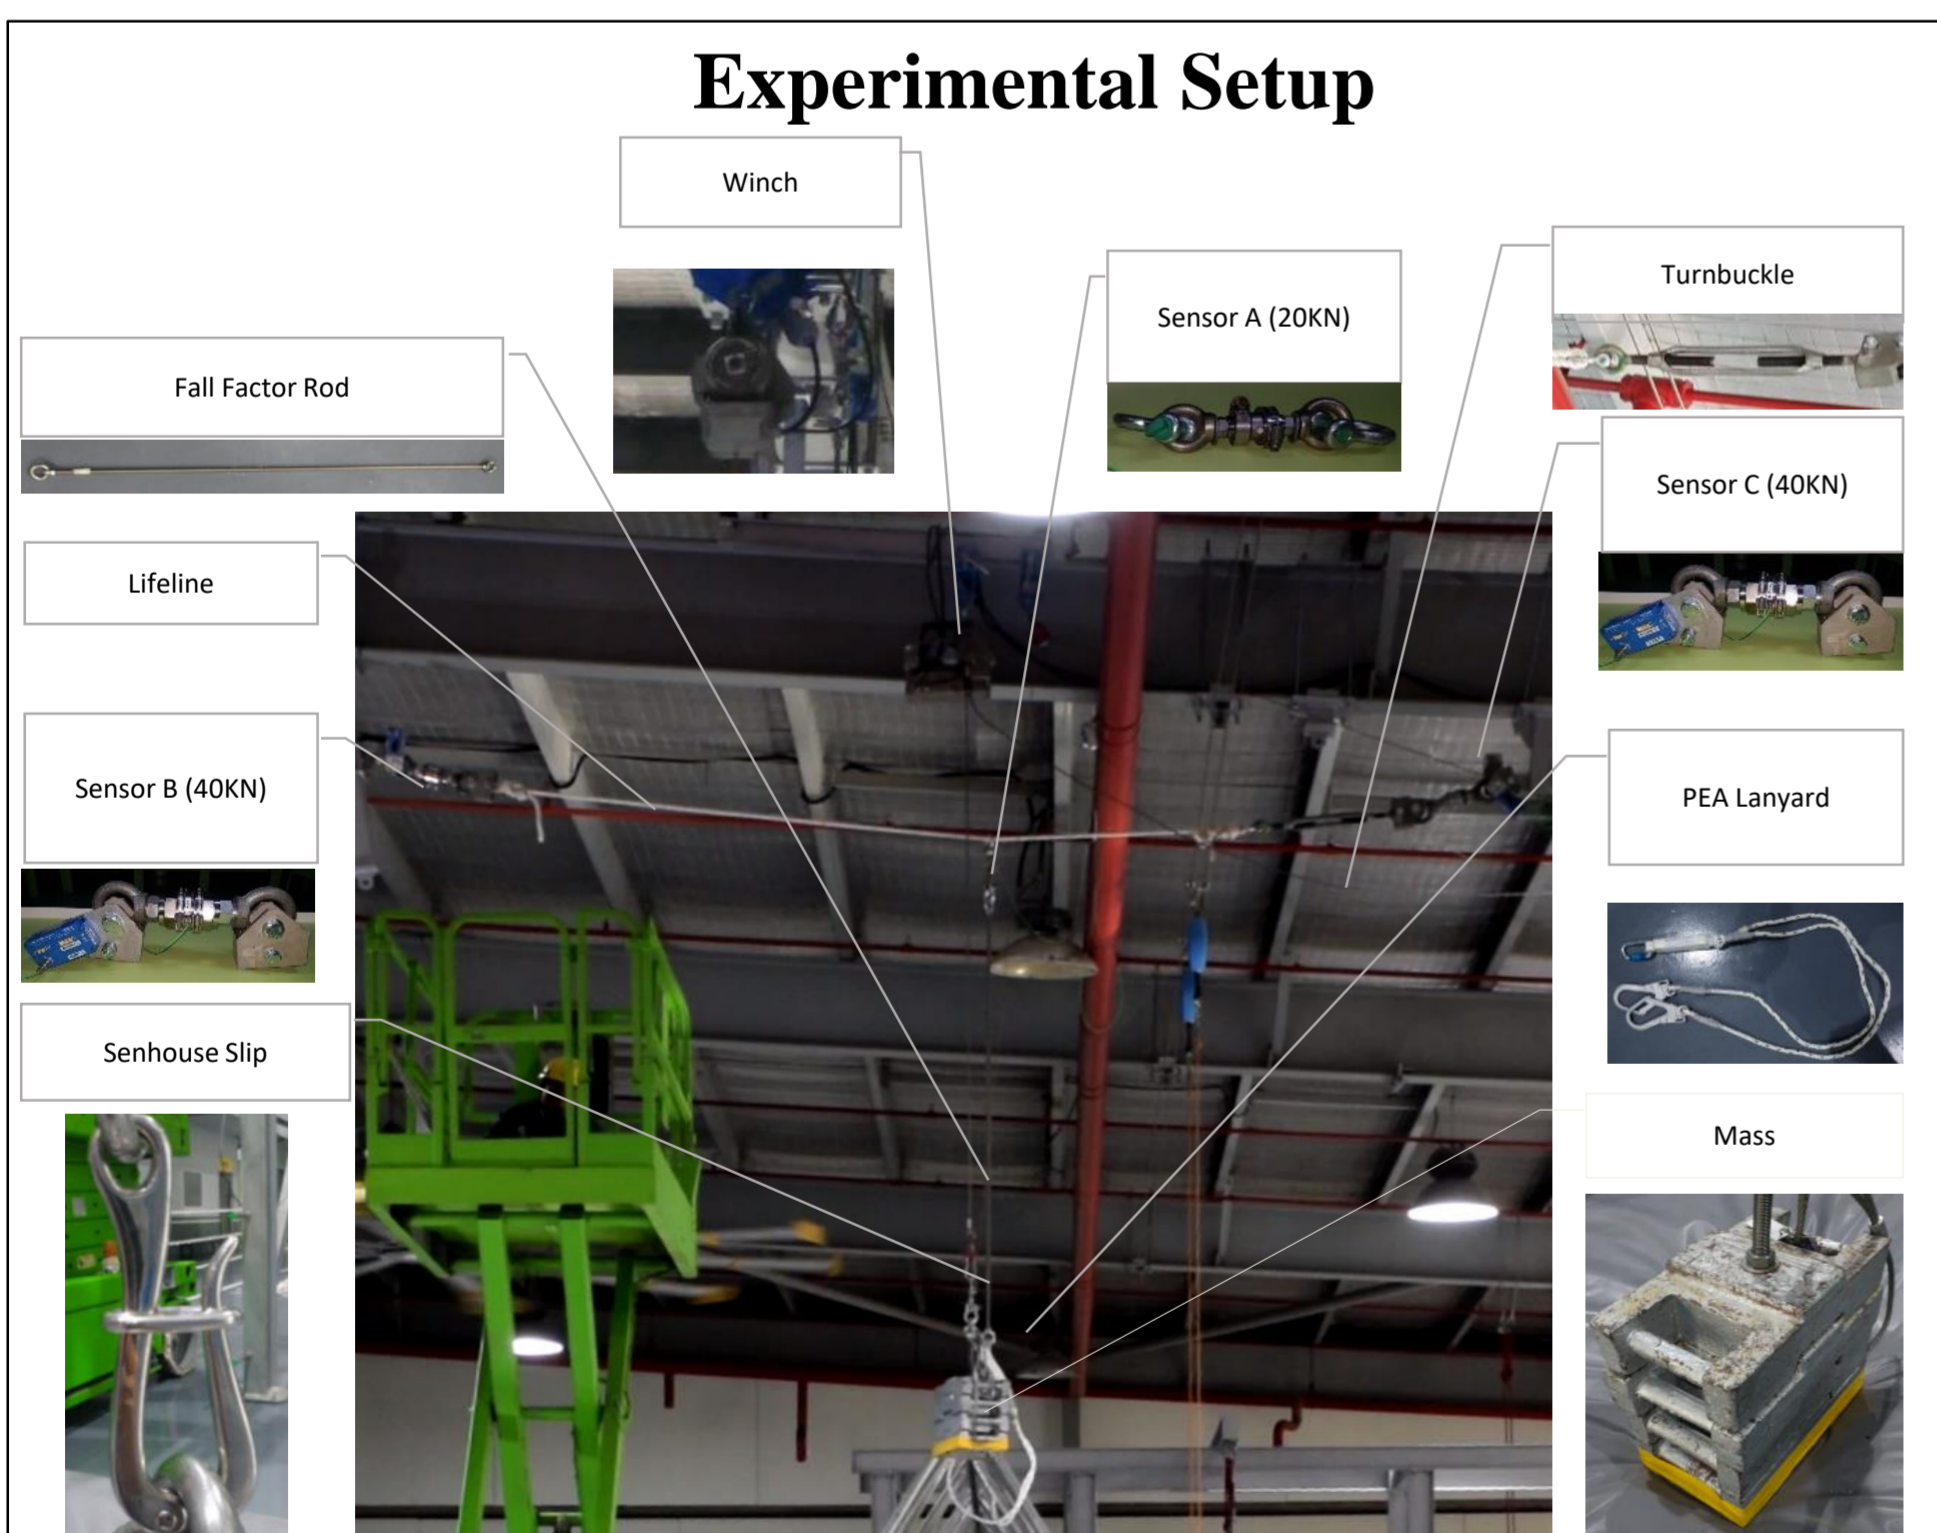 Experimental Setup
Winch
Sensor A (20KN)
Turnbuckle
Fall Factor Rod
Sensor C (40KN)
Lifeline
Sensor B (40KN)
PEA Lanyard
Senhouse Slip
Mass